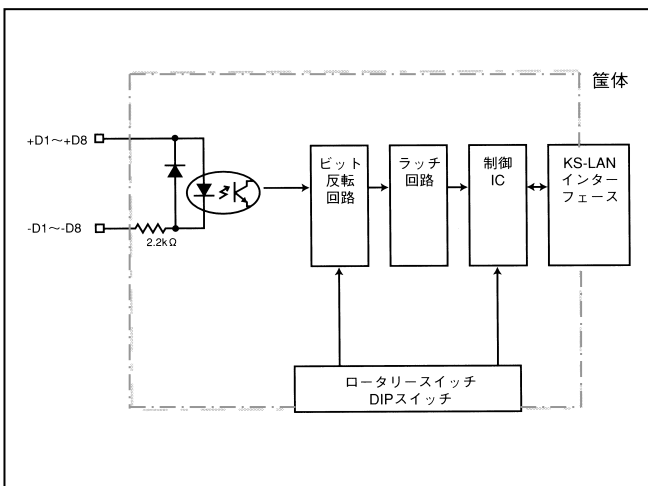 筐体
+D1〜+D8
-D1〜-D8
2.2kΩ
ビット
反転
回路
ラッチ
回路
制御
IC
KS-LAN
インター
フェース
ロータリースイッチ
DIPスイッチ